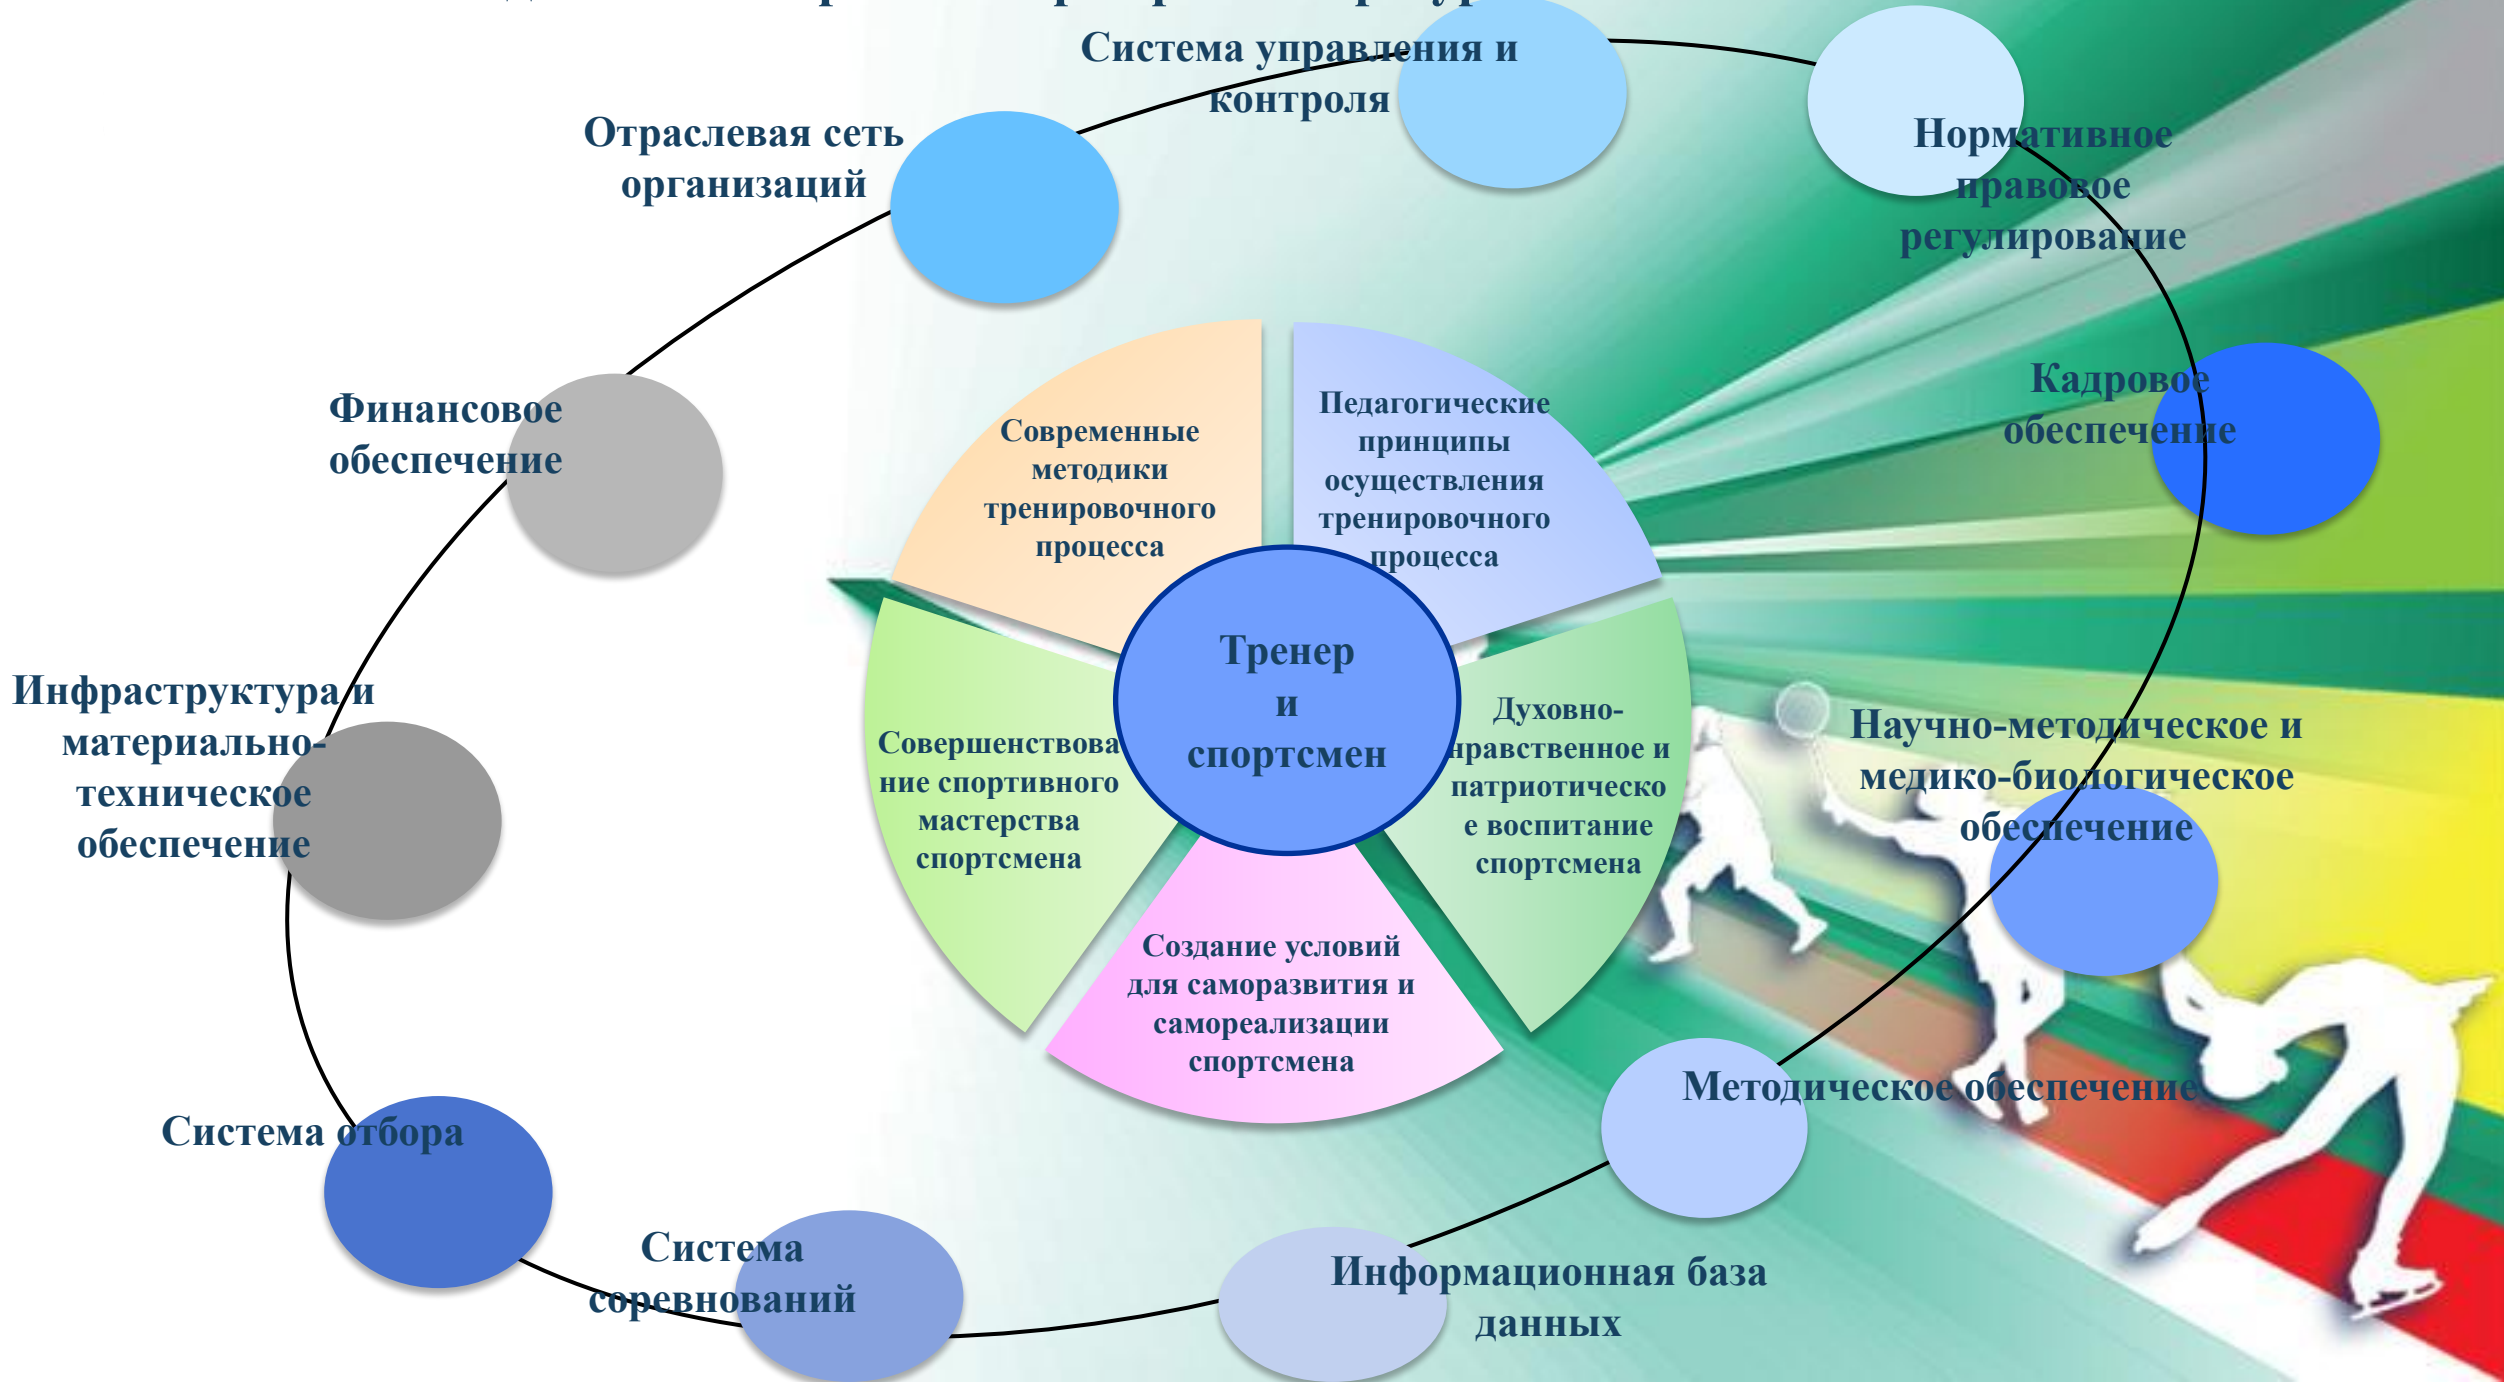 Система управления и
контроля
Отраслевая сеть
организаций
Нормативное
правовое
регулирование
Финансовое
обеспечение
Кадровое
обеспечение
Современные
методики
тренировочного
процесса
Педагогические
принципы
осуществления
тренировочного
процесса
Тренер
и
спортсмен
Инфраструктура и
материально-
техническое
обеспечение
Совершенствова
ние спортивного
мастерства
спортсмена
Духовно-
нравственное и
патриотическо
е воспитание
спортсмена
Научно-методическое и
медико-биологическое
обеспечение
Создание условий
для саморазвития и
самореализации
спортсмена
Методическое обеспечение
Система отбора
Система
соревнований
Информационная база
данных